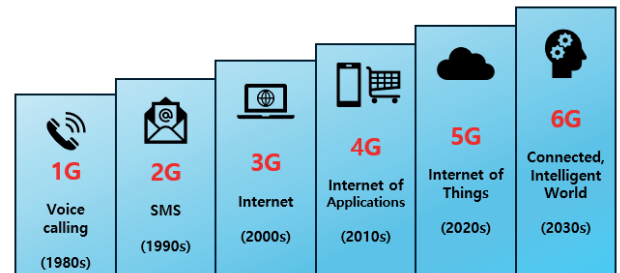 1G
Voice
calling
(1980s)
@
2G
SMS
(1990s)
3G
Internet
(2000s)
4G
Internet of
Applications
(2010s)
5G
Internet of
Things
(2020s)
6G
Connected,
Intelligent
World
(2030s)